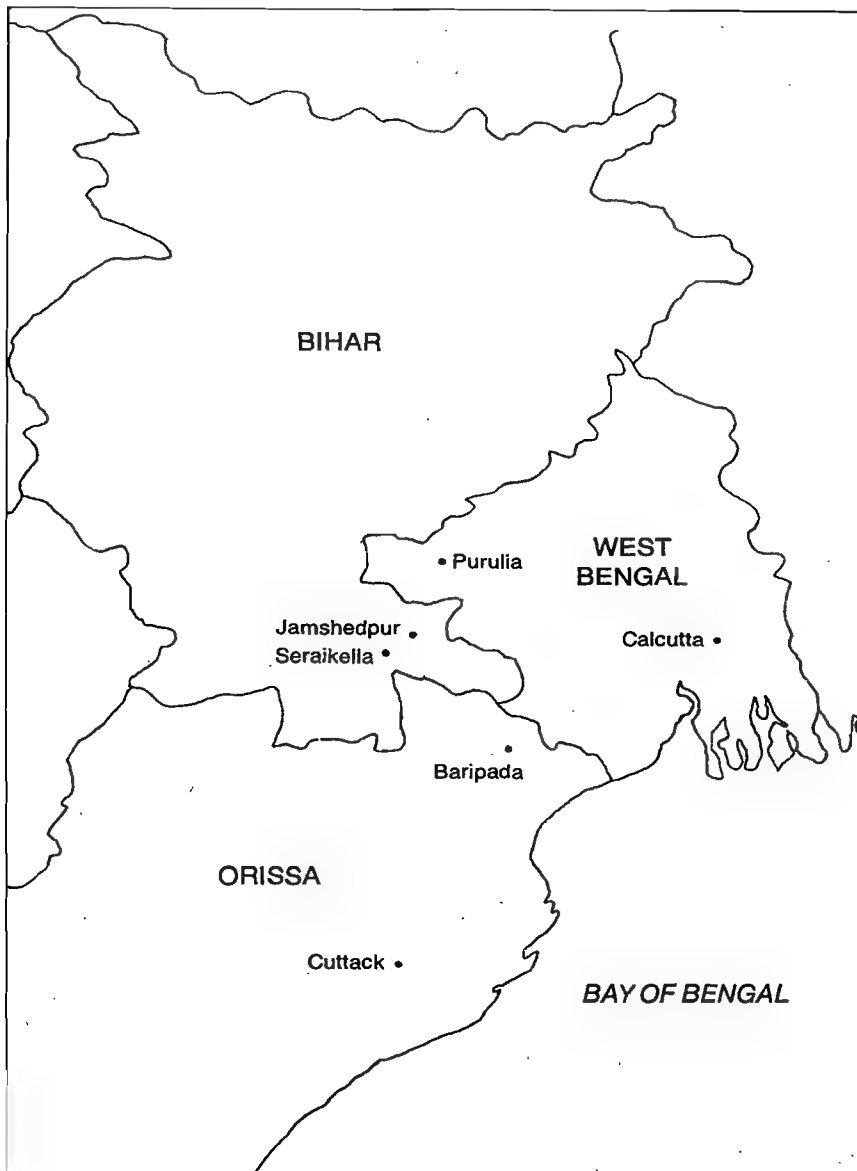 BIHAR
Purulia
WEST
BENGAL
Jamshedpur
Seraikella
Calcutta
Baripada
ORISSA
Cuttack
BAY OF BENGAL